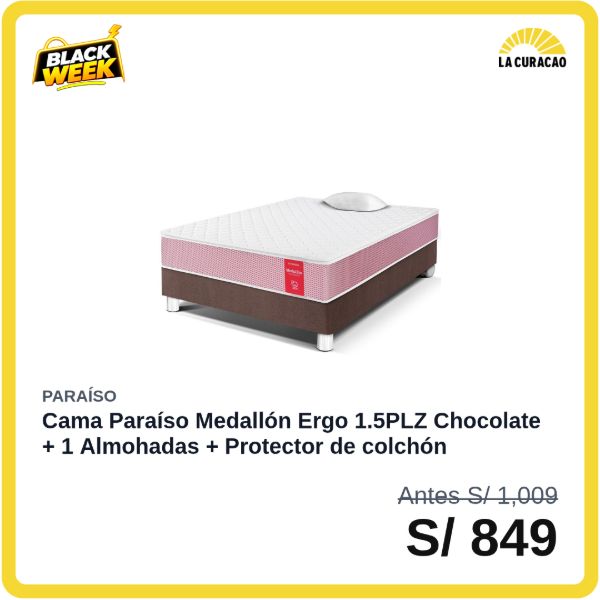 BLACK
WEEK
LA CURACAO
PARAÍSO
Cama Paraíso Medallón Ergo 1.5PLZ Chocolate
+ 1 Almohadas + Protector de colchón
Antes S/ 1,009
S/ 849